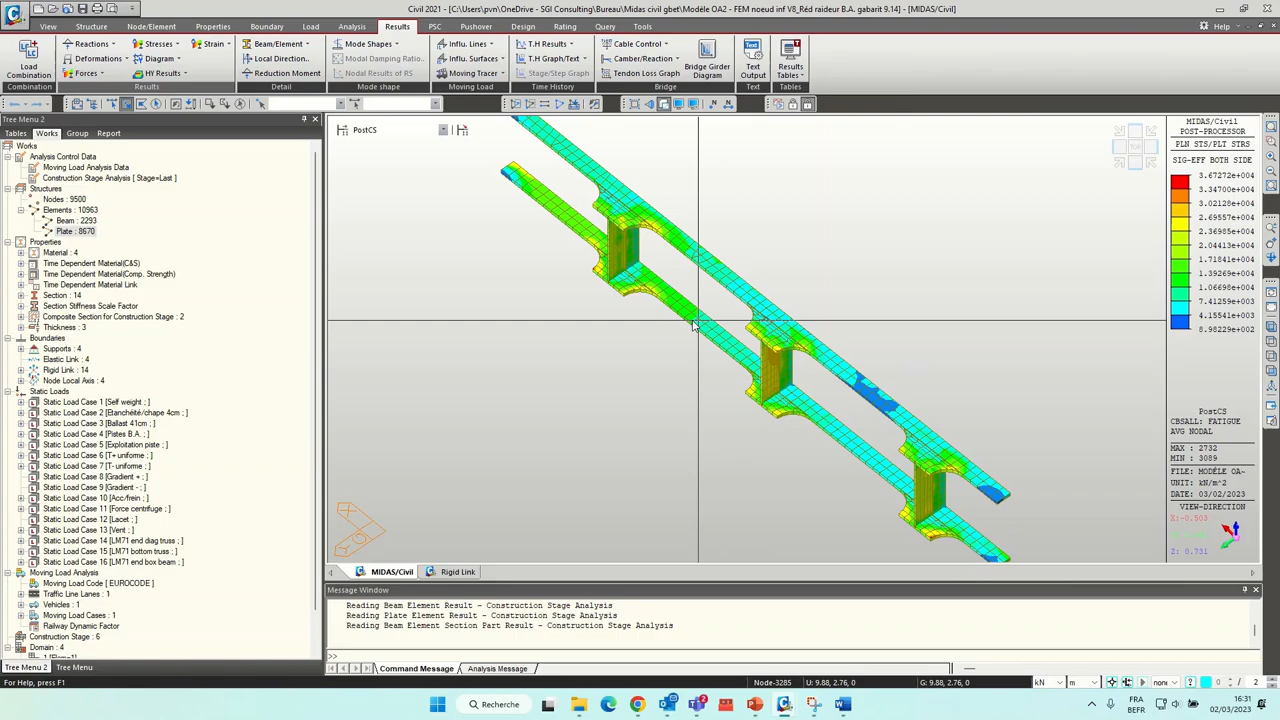 Civil 2021 - [C:\Users\pvn\OneDrive - SGI Consulting\Bureau\Midas civil gbet\Modèle OA2 - FEM noeud inf V8_Réd raideur B.A. gabarit 9.14] - [MIDAS/Civil]
View Structure Node/Element Properties Boundary Load Analysis Results PSC Pushover Design Rating Query Tools Help
Load Combination
Reactions Stresses Strain
Deformations Diagram
Forces HY Results
Beam/Element
Local Direction..
Reduction Moment
Mode Shapes
Modal Damping Ratio..
Nodal Results of RS
Influ. Lines
Influ. Surfaces
Moving Tracer
T.H Results
T.H Graph/Text
Stage/Step Graph
Cable Control
Camber/Reaction
Tendon Loss Graph
Bridge Girder Diagram
Text Output
Results Tables
Combination Results Detail Mode shape Moving Load Time History Bridge Text Tables
Tree Menu 2
Tables Works Group Report
Works
Analysis Control Data
Moving Load Analysis Data
Construction Stage Analysis [ Stage=Last ]
Structures
Nodes : 9500
Elements : 10963
Beam : 2293
Plate : 8670
Properties
Material : 4
Time Dependent Material(C&S)
Time Dependent Material(Comp. Strength)
Time Dependent Material Link
Section : 14
Section Stiffness Scale Factor
Composite Section for Construction Stage : 2
Thickness : 3
Boundaries
Supports : 4
Elastic Link : 4
Rigid Link : 14
Node Local Axis : 4
Static Loads
Static Load Case 1 [Self weight ; ]
Static Load Case 2 [Etanchéité/chape 4cm ; ]
Static Load Case 3 [Ballast 41cm ; ]
Static Load Case 4 [Pistes B.A. ; ]
Static Load Case 5 [Exploitation piste ; ]
Static Load Case 6 [T+ uniforme ; ]
Static Load Case 7 [T- uniforme ; ]
Static Load Case 8 [Gradient + ; ]
Static Load Case 9 [Gradient - ; ]
Static Load Case 10 [Acc/frein ; ]
Static Load Case 11 [Force centrifuge ; ]
Static Load Case 12 [Lacet ; ]
Static Load Case 13 [Vent ; ]
Static Load Case 14 [LM71 end diag truss ; ]
Static Load Case 15 [LM71 bottom truss ; ]
Static Load Case 16 [LM71 end box beam ; ]
Moving Load Analysis
Moving Load Code [ EUROCODE ]
Traffic Line Lanes : 1
Vehicles : 1
Moving Load Cases : 1
Railway Dynamic Factor
Construction Stage : 6
Domain : 4
Tree Menu 2 Tree Menu
PostCS
TOP
MIDAS/Civil
POST-PROCESSOR
PLN STS/PLT STRS
SIG-EFF BOTH SIDE
3.67272e+004
3.34700e+004
3.02128e+004
2.69557e+004
2.36985e+004
2.04413e+004
1.71841e+004
1.39269e+004
1.06698e+004
7.41259e+003
4.15541e+003
8.98229e+002
PostCS
CBSALL: FATIGUE
AVG NODAL
MAX : 2732
MIN : 3089
FILE: MODÈLE OA~
UNIT: kN/m^2
DATE: 03/02/2023
VIEW-DIRECTION
X:-0.503
Z: 0.731
MIDAS/Civil Rigid Link
Message Window
Reading Beam Element Result - Construction Stage Analysis
Reading Plate Element Result - Construction Stage Analysis
Reading Beam Element Section Part Result - Construction Stage Analysis
>>
Command Message Analysis Message
For Help, press F1
Node-3285 U: 9.88, 2.76, 0 G: 9.88, 2.76, 0 kN m none ? 0 / 2
Recherche
FRA
BEFR
16:31
02/03/2023